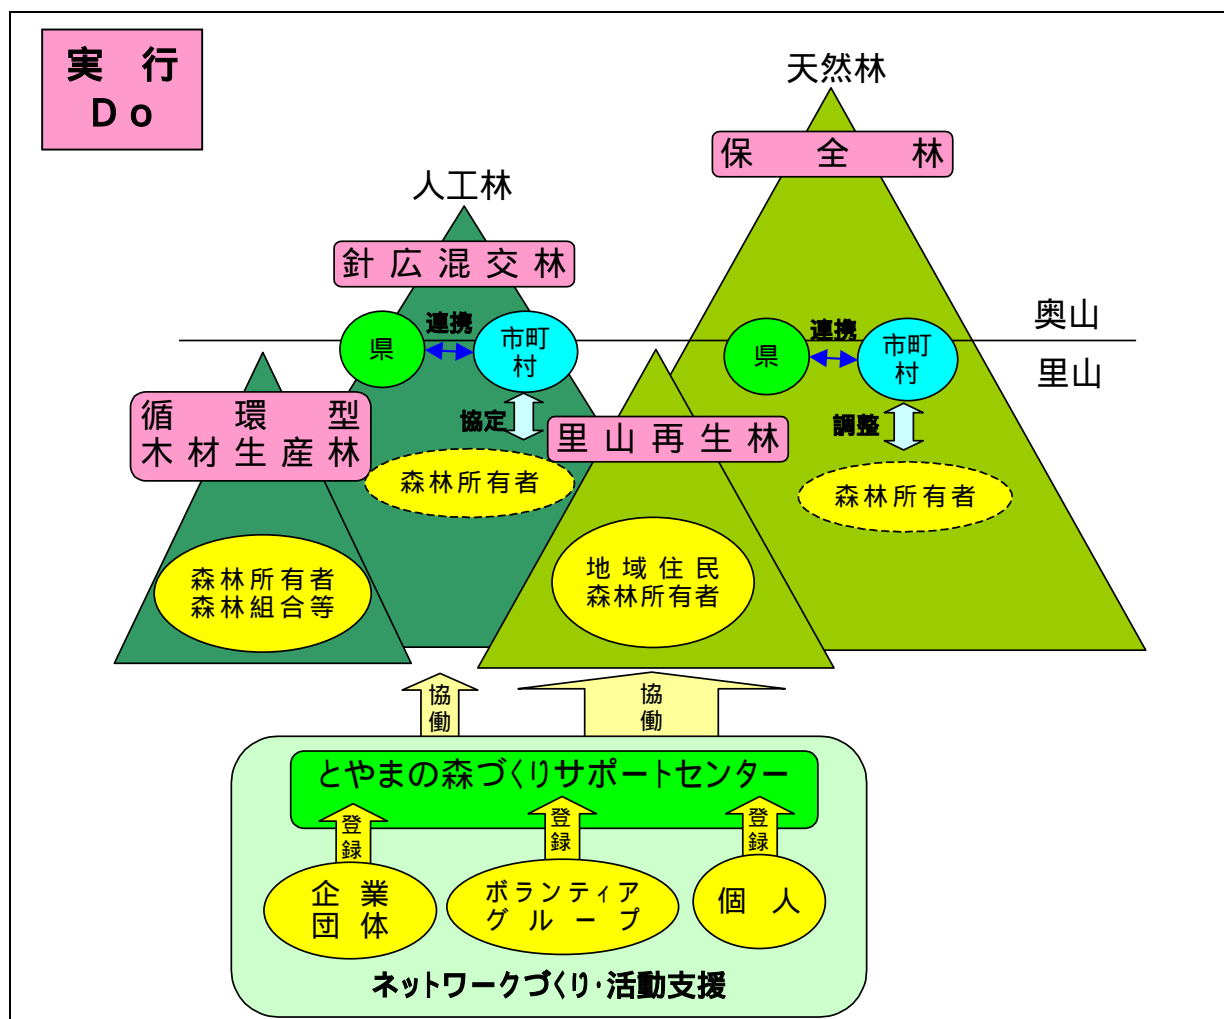 実行
Do
天然林
保全林
人工林
針広混交林
奥山
里山
県
連携
市町
村
県
連携
市町
村
循環型
木材生産林
協定
里山再生林
調整
森林所有者
森林所有者
森林所有者
森林組合等
地域住民
森林所有者
協働
協働
とやまの森づくりサポートセンター
登録
登録
登録
企業
団体
ボランティア
グループ
個人
ネットワークづくり・活動支援